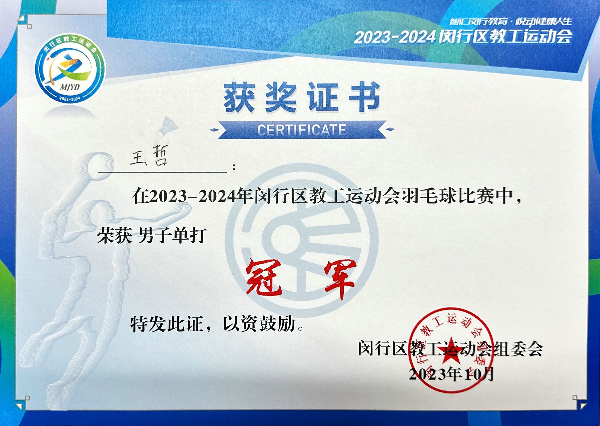 智汇闵行教育·悦动健康人生
2023-2024 闵行区教工运动会
闵行区教工运动会
MJYD
2023-2024
获奖证书
CERTIFICATE
王哲：
在2023-2024年闵行区教工运动会羽毛球比赛中，
荣获 男子单打
冠 军
特发此证，以资鼓励。
闵行区教工运动会组委会
2023年10月
闵行区教工运动会组委会